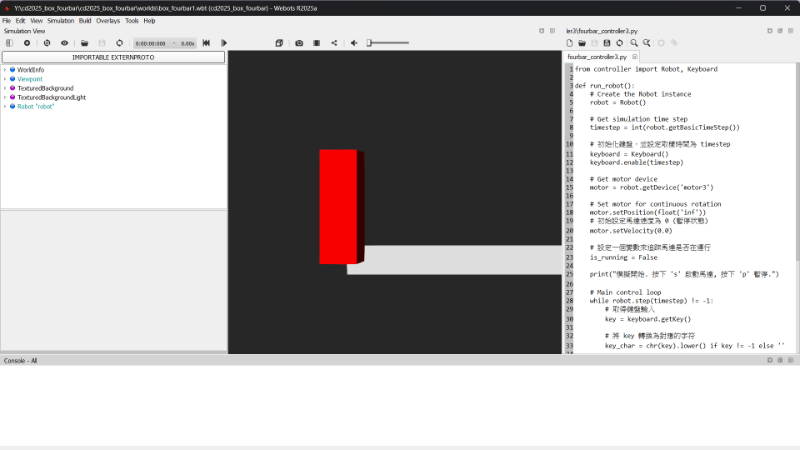 Y:\cd2025_box_fourbar\cd2025_box_fourbar\worlds\box_fourbar1.wbt (cd2025_box_fourbar) - Webots R2025a
File Edit View Simulation Build Overlays Tools Help
Simulation View
0:00:00:000 - 0.00x
IMPORTABLE EXTERNPROTO
WorldInfo
Viewpoint
TexturedBackground
TexturedBackgroundLight
Robot "robot"
ler3\fourbar_controller3.py
fourbar_controller3.py
1 from controller import Robot, Keyboard
2
3 def run_robot():
4 # Create the Robot instance
5 robot = Robot()
6
7 # Get simulation time step
8 timestep = int(robot.getBasicTimeStep())
9
10 # 初始化鍵盤，並設定取樣時間為 timestep
11 keyboard = Keyboard()
12 keyboard.enable(timestep)
13
14 # Get motor device
15 motor = robot.getDevice('motor3')
16
17 # Set motor for continuous rotation
18 motor.setPosition(float('inf'))
19 # 初始設定馬達速度為 0 (暫停狀態)
20 motor.setVelocity(0.0)
21
22 # 設定一個變數來追蹤馬達是否在運行
23 is_running = False
24
25 print("模擬開始. 按下 's' 啟動馬達, 按下 'p' 暫停.")
26
27 # Main control loop
28 while robot.step(timestep) != -1:
29 # 取得鍵盤輸入
30 key = keyboard.getKey()
31
32 # 將 key 轉換為對應的字符
33 key_char = chr(key).lower() if key != -1 else ''
Console - All